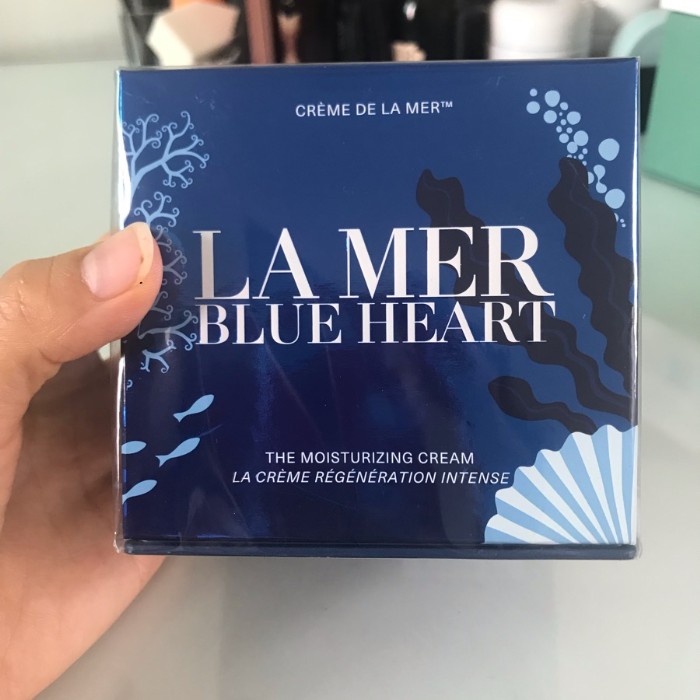 CRÈME DE LA MER™
LA MER
BLUE HEART
THE MOISTURIZING CREAM
LA CRÈME RÉGÉNÉRATION INTENSE